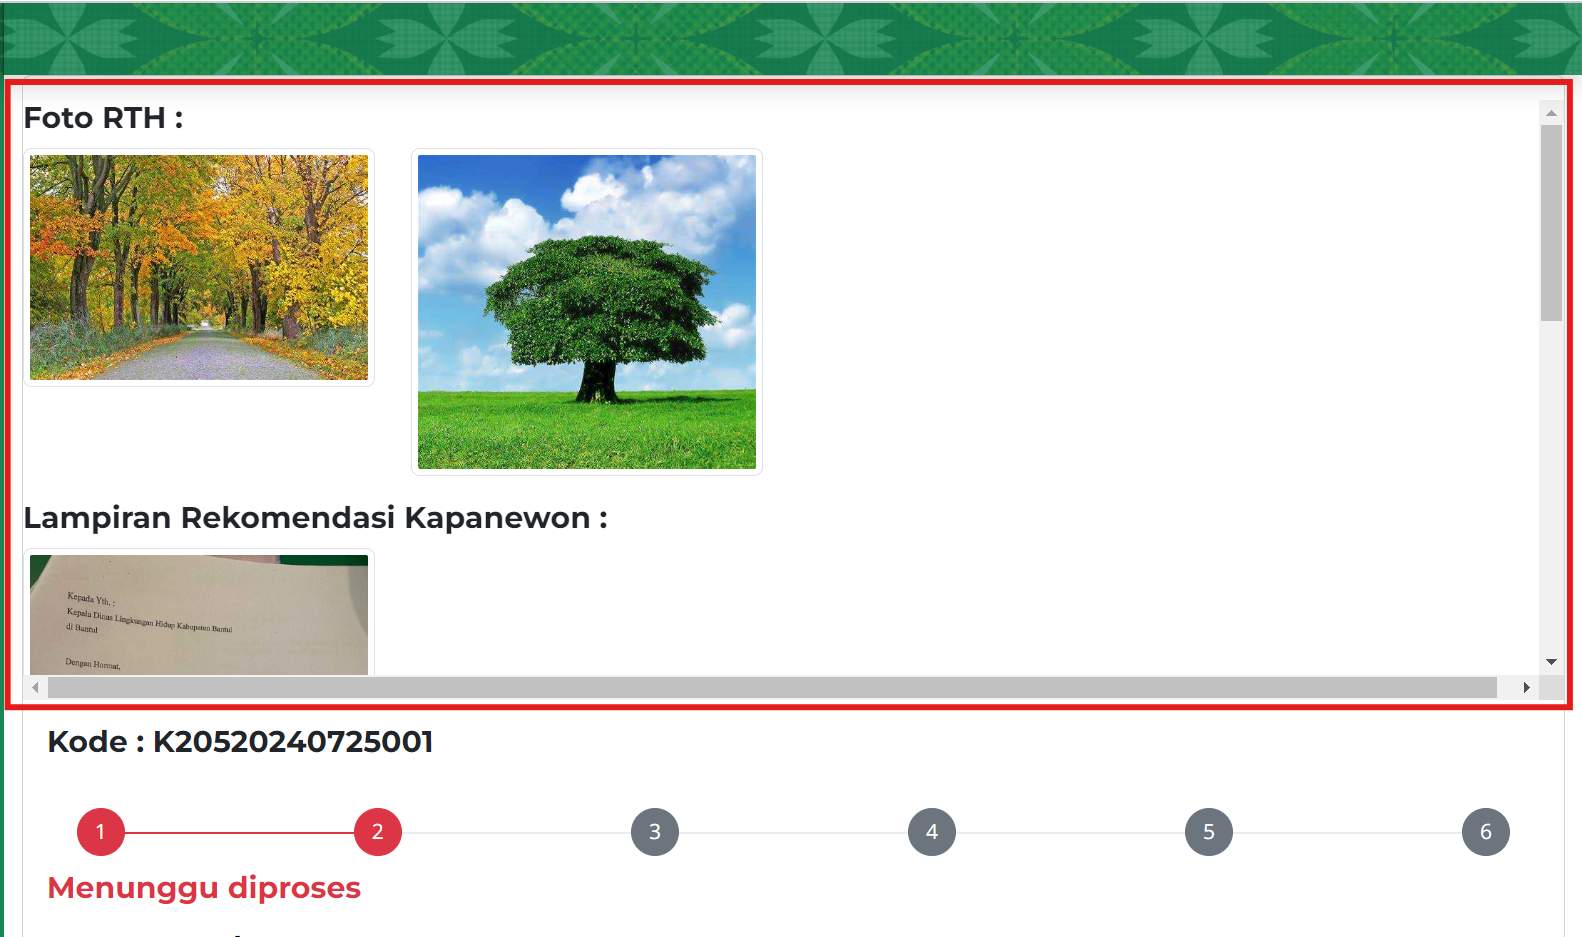 Foto RTH :
Lampiran Rekomendasi Kapanewon :
Kepada Yth. :
Kepala Dinas Lingkungan Hidup Kabupaten Bantul
di Bantul
Dengan Hormat,
Kode : K20520240725001
1 2 3 4 5 6
Menunggu diproses